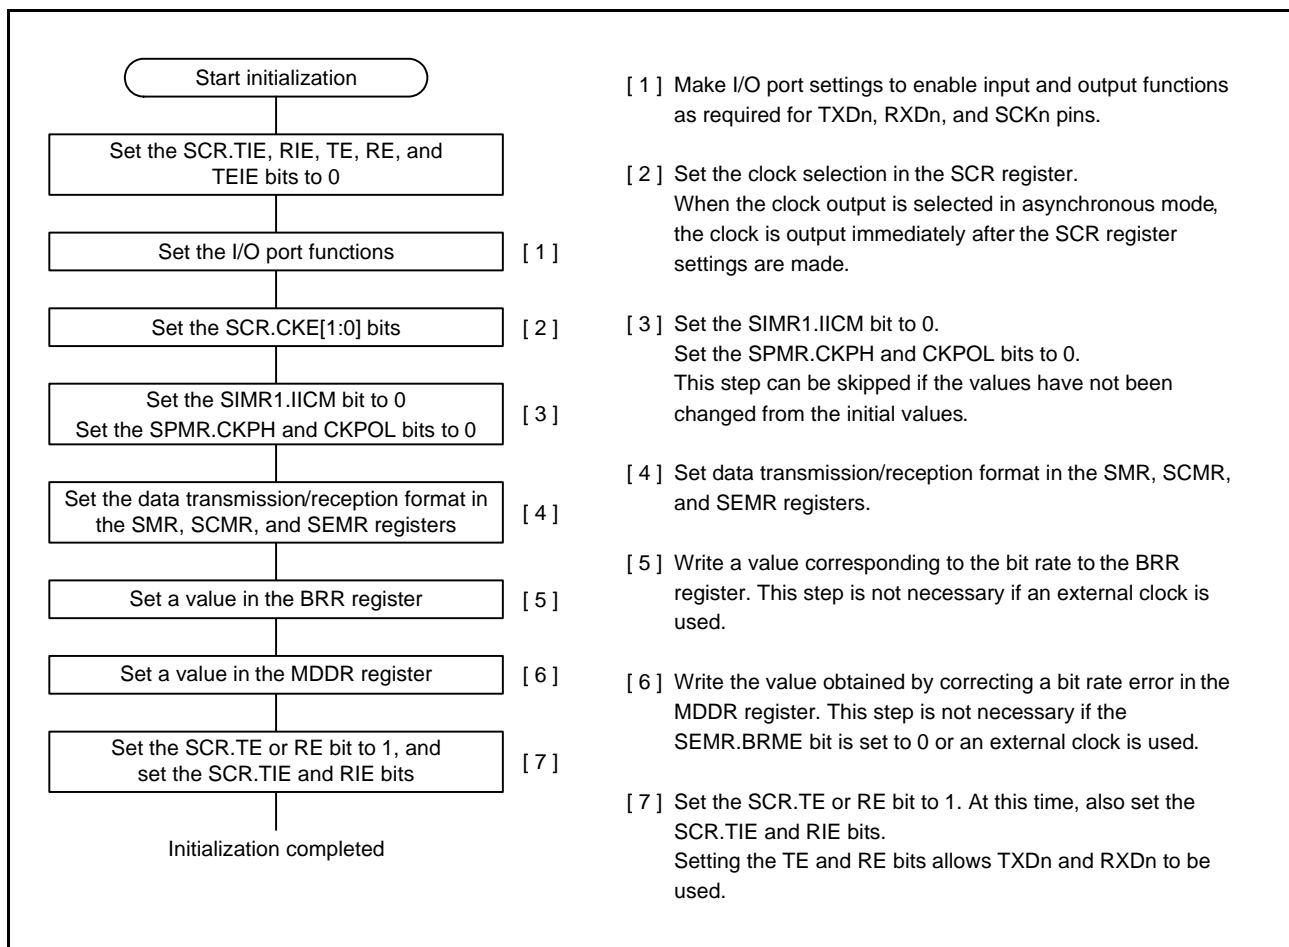 Start initialization
Set the SCR.TIE, RIE, TE, RE, and
TEIE bits to 0
Set the I/O port functions
[ 1 ]
Set the SCR.CKE[1:0] bits
[ 2 ]
Set the SIMR1.IICM bit to 0
Set the SPMR.CKPH and CKPOL bits to 0
[ 3 ]
Set the data transmission/reception format in
the SMR, SCMR, and SEMR registers
[ 4 ]
Set a value in the BRR register
[ 5 ]
Set a value in the MDDR register
[ 6 ]
Set the SCR.TE or RE bit to 1, and
set the SCR.TIE and RIE bits
[ 7 ]
Initialization completed
[ 1 ] Make I/O port settings to enable input and output functions
as required for TXDn, RXDn, and SCKn pins.
[ 2 ] Set the clock selection in the SCR register.
When the clock output is selected in asynchronous mode,
the clock is output immediately after the SCR register
settings are made.
[ 3 ] Set the SIMR1.IICM bit to 0.
Set the SPMR.CKPH and CKPOL bits to 0.
This step can be skipped if the values have not been
changed from the initial values.
[ 4 ] Set data transmission/reception format in the SMR, SCMR,
and SEMR registers.
[ 5 ] Write a value corresponding to the bit rate to the BRR
register. This step is not necessary if an external clock is
used.
[ 6 ] Write the value obtained by correcting a bit rate error in the
MDDR register. This step is not necessary if the
SEMR.BRME bit is set to 0 or an external clock is used.
[ 7 ] Set the SCR.TE or RE bit to 1. At this time, also set the
SCR.TIE and RIE bits.
Setting the TE and RE bits allows TXDn and RXDn to be
used.